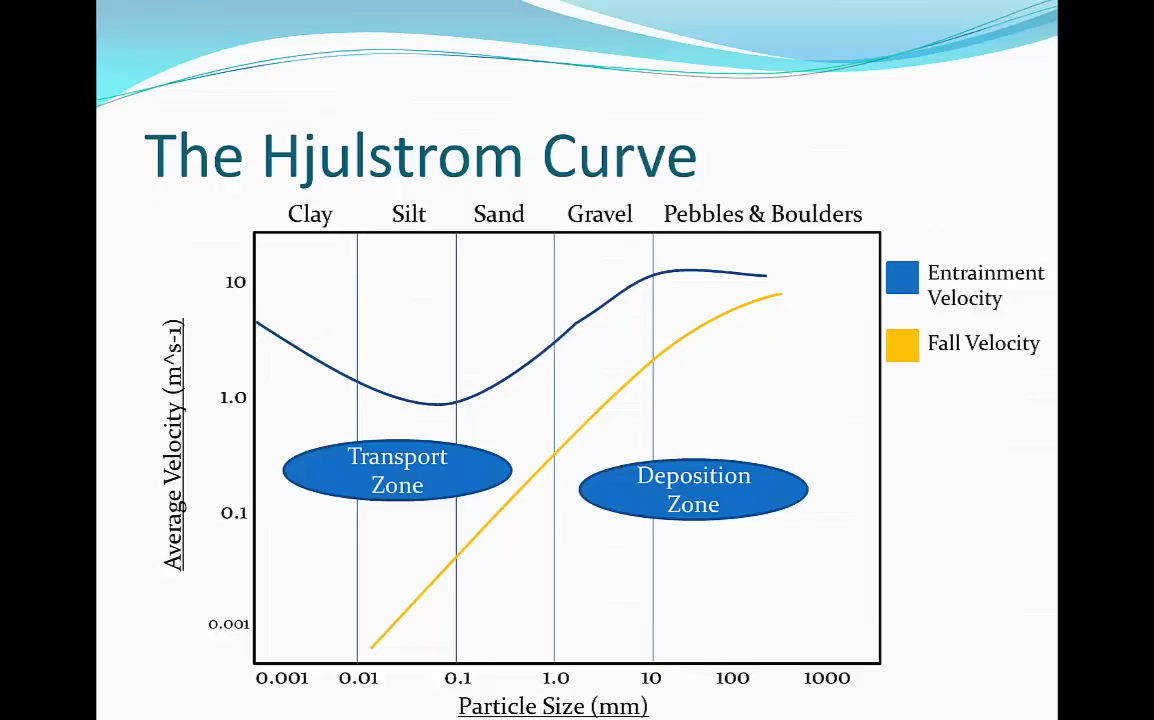 The Hjulstrom Curve
Clay Silt Sand Gravel Pebbles & Boulders
Entrainment
Velocity
Fall Velocity
10
1.0
0.1
0.001
Average Velocity (m^s-1)
Transport
Zone
Deposition
Zone
0.001 0.01 0.1 1.0 10 100 1000
Particle Size (mm)